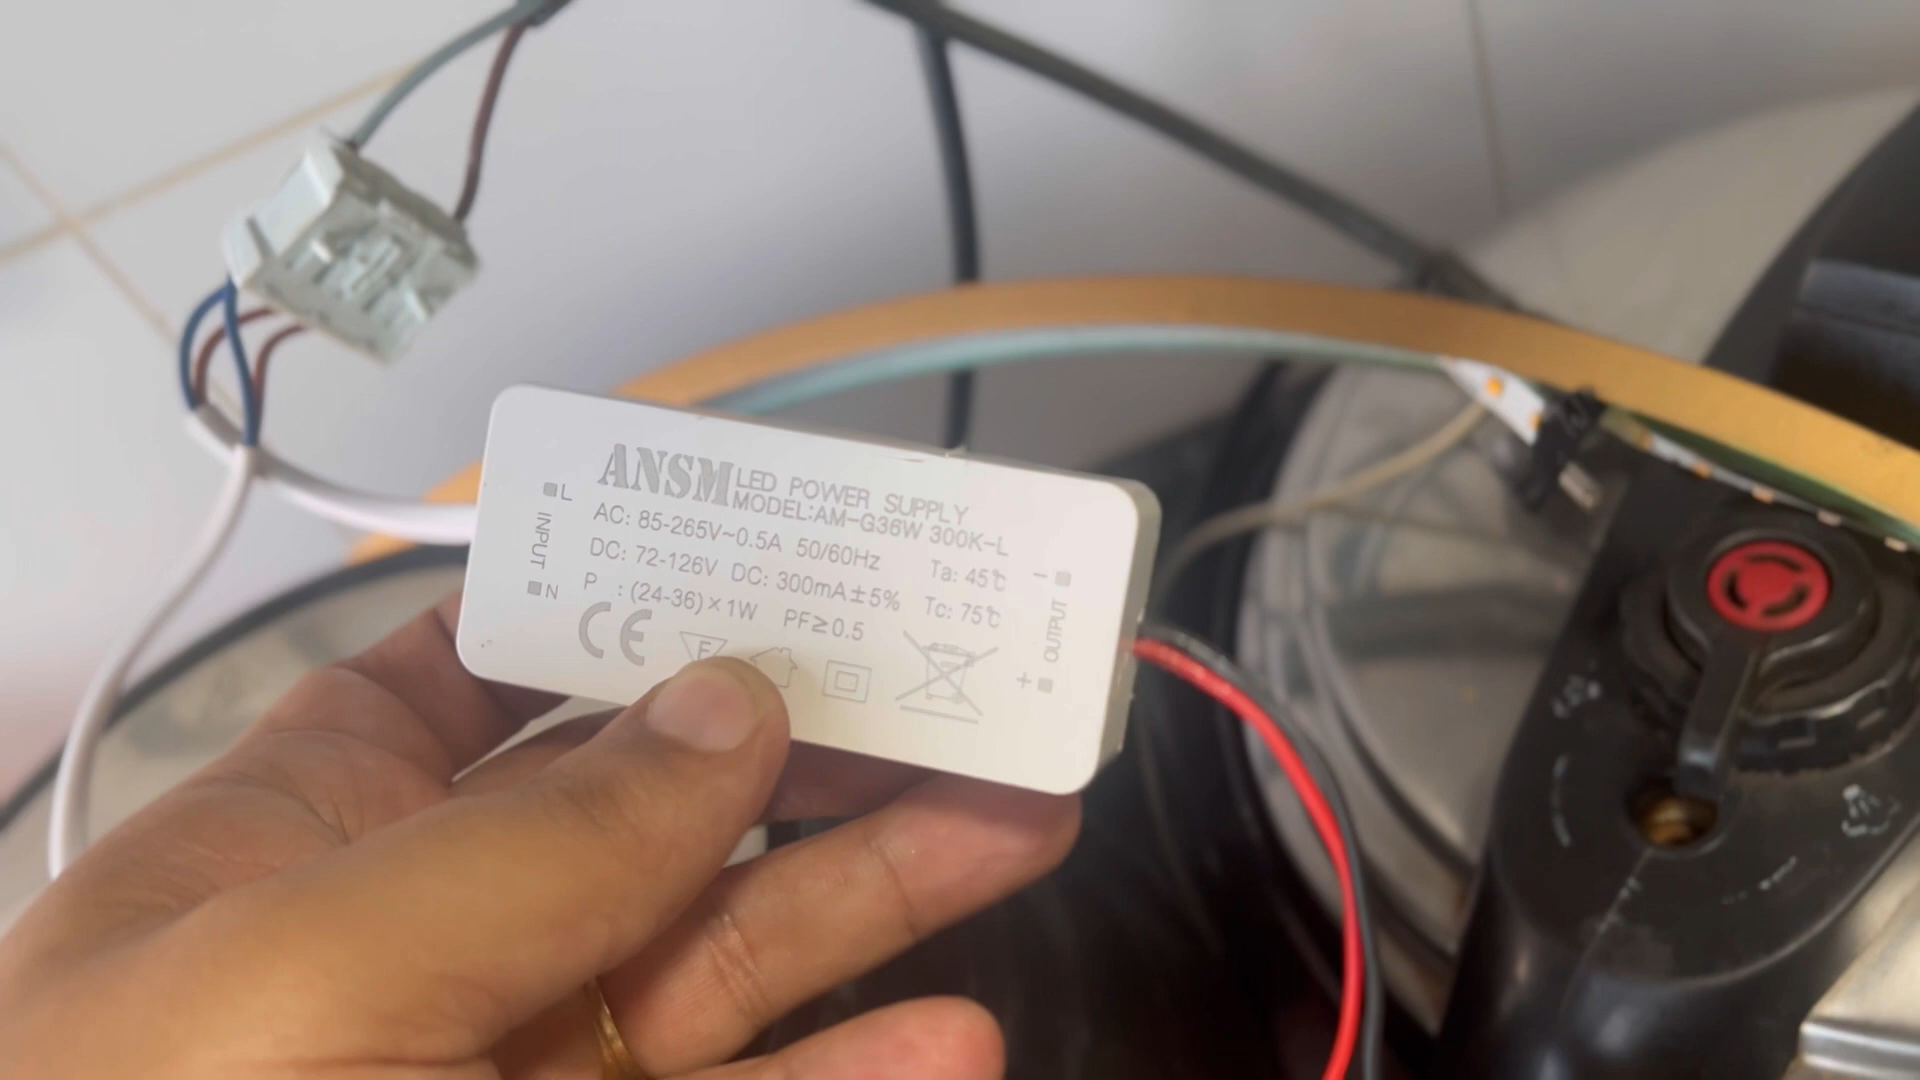 ANSM LED POWER SUPPLY
MODEL:AM-G36W 300K-L
AC: 85-265V~0.5A 50/60Hz Ta: 45℃
DC: 72-126V DC: 300mA±5% Tc: 75℃
P : (24-36)×1W PF≥0.5
L
INPUT
N
CE
F
-
OUTPUT
+